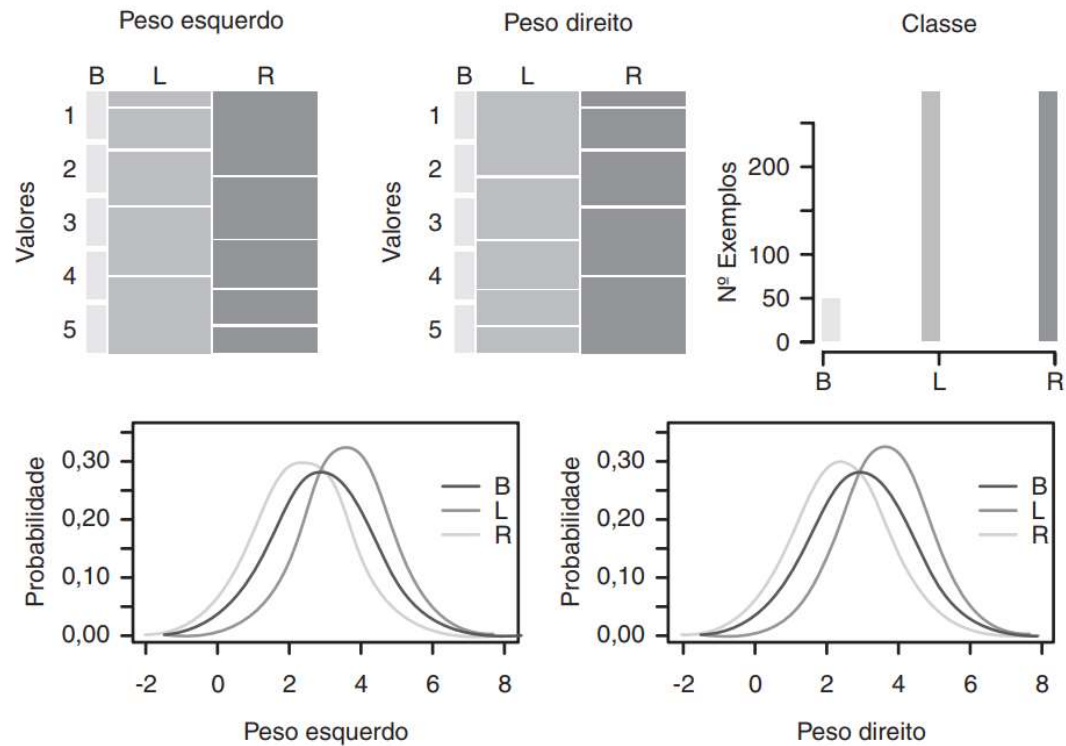 Peso esquerdo
B L R
Valores
1
2
3
4
5
Peso direito
B L R
Valores
1
2
3
4
5
Classe
Nº Exemplos
200
100
50
0
B L R
Probabilidade
0,30
0,20
0,10
0,00
B
L
R
-2 0 2 4 6 8
Peso esquerdo
Probabilidade
0,30
0,20
0,10
0,00
B
L
R
-2 0 2 4 6 8
Peso direito